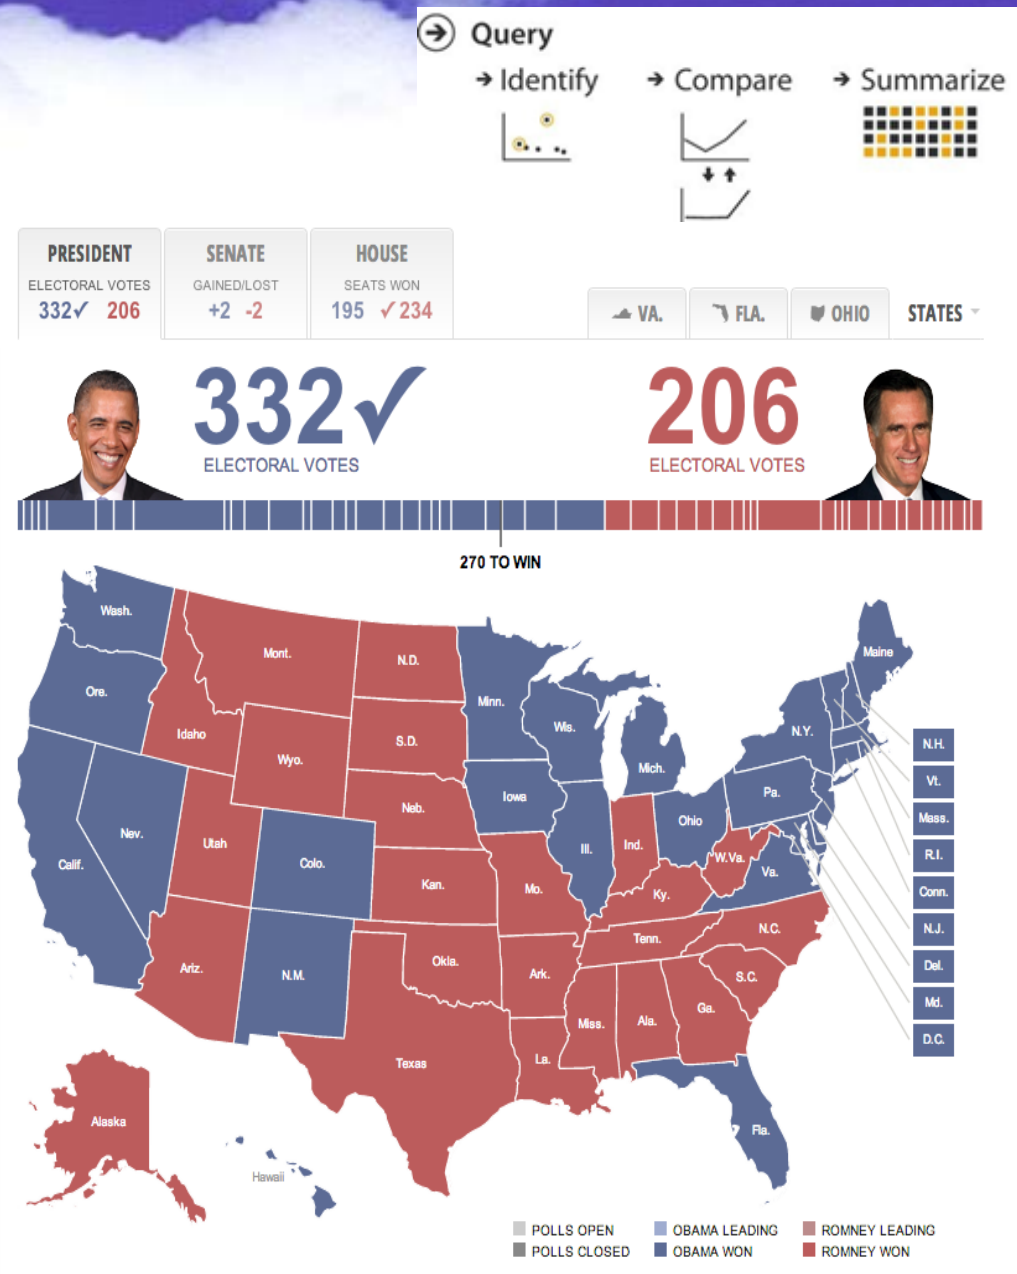 Query
→ Identify → Compare → Summarize
PRESIDENT SENATE HOUSE
ELECTORAL VOTES GAINED/LOST SEATS WON
332✓ 206 +2 -2 195 ✓234
VA. FLA. OHIO STATES
332✓ 206
ELECTORAL VOTES ELECTORAL VOTES
270 TO WIN
Wash.
Maine
Mont.
N.D.
Ore.
Minn.
Idaho
S.D.
Wis.
N.Y.
N.H.
Wyo.
Mich.
Vt.
Iowa
Pa.
Neb.
Mass.
Ohio
Nev.
Utah
Ind.
Ill.
R.I.
Calif.
Colo.
W.Va.
Va.
Kan.
Mo.
Ky.
Conn.
N.C.
N.J.
Tenn.
Ariz.
N.M.
Okla.
Ark.
S.C.
Del.
Miss.
Ala.
Ga.
Md.
Texas
La.
D.C.
Alaska
Fla.
Hawaii
POLLS OPEN OBAMA LEADING ROMNEY LEADING
POLLS CLOSED OBAMA WON ROMNEY WON